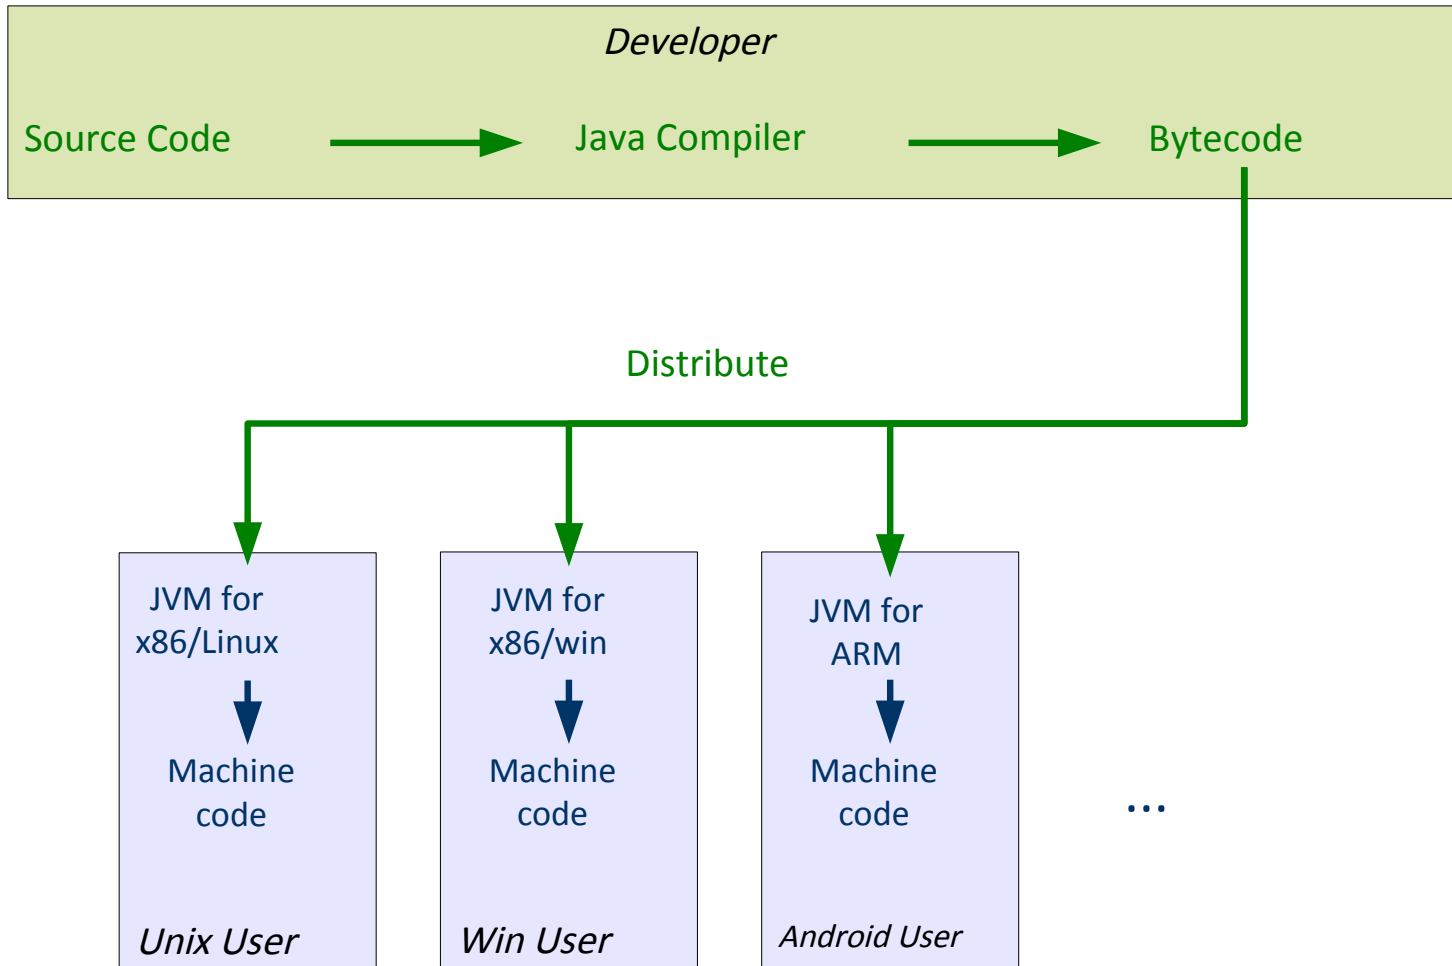 Developer
Source Code
Java Compiler
Bytecode
Distribute
JVM for
x86/Linux
Machine
code
Unix User
JVM for
x86/win
Machine
code
Win User
JVM for
ARM
Machine
code
Android User
...